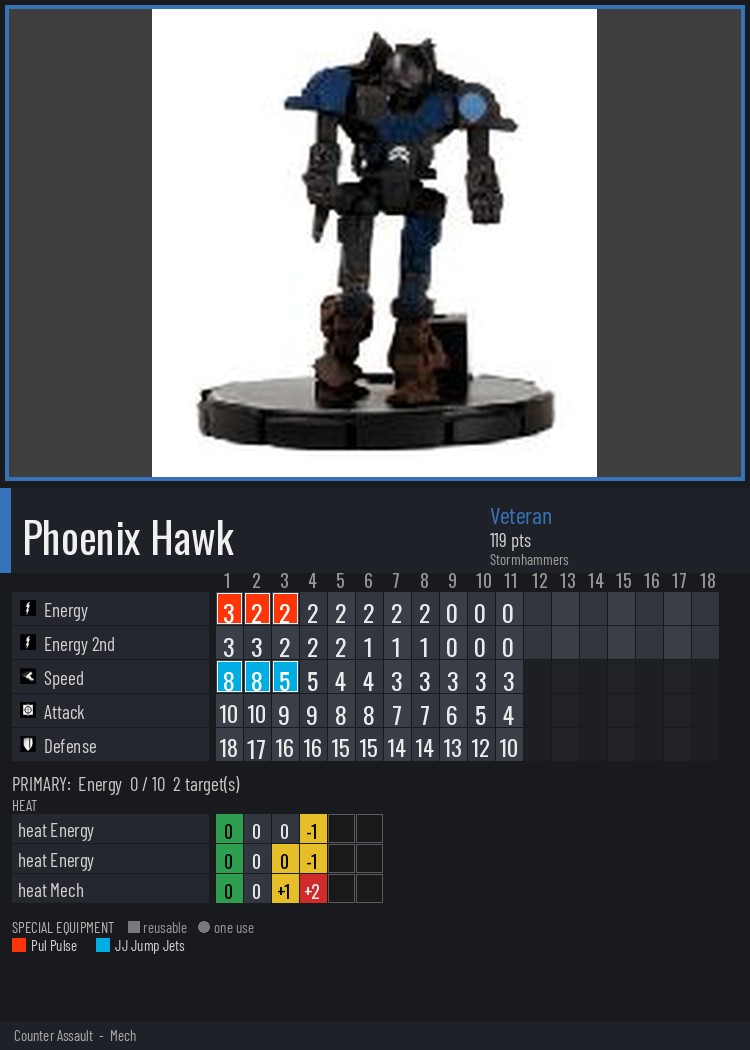 Phoenix Hawk
Veteran
119 pts
Stormhammers
1 2 3 4 5 6 7 8 9 10 11 12 13 14 15 16 17 18
Energy 3 2 2 2 2 2 2 2 0 0 0
Energy 2nd 3 3 2 2 2 1 1 1 0 0 0
Speed 8 8 5 5 4 4 3 3 3 3 3
Attack 10 10 9 9 8 8 7 7 6 5 4
Defense 18 17 16 16 15 15 14 14 13 12 10
PRIMARY: Energy 0 / 10 2 target(s)
HEAT
heat Energy 0 0 0 -1
heat Energy 0 0 0 -1
heat Mech 0 0 +1 +2
SPECIAL EQUIPMENT reusable one use
Pul Pulse JJ Jump Jets
Counter Assault - Mech